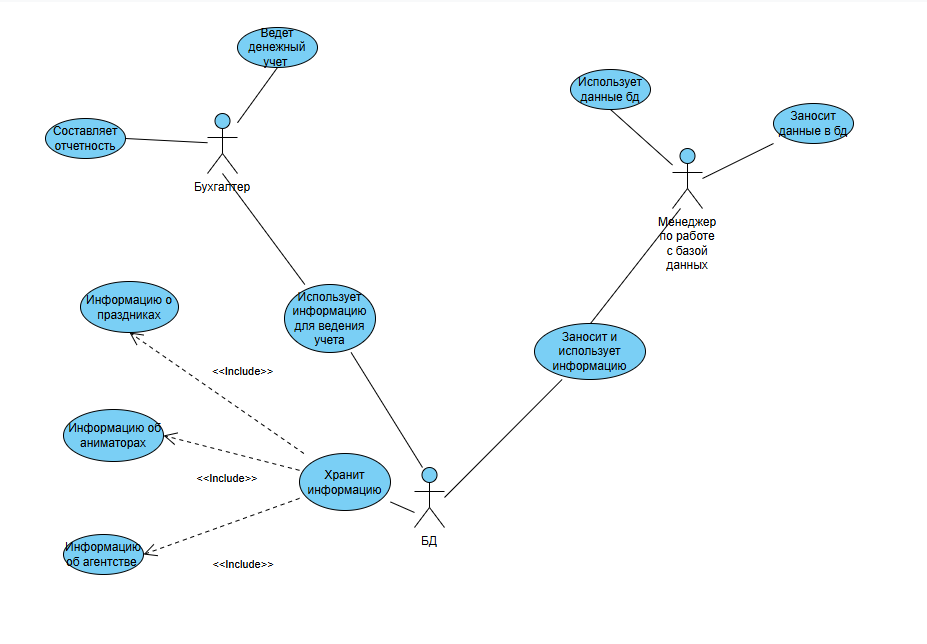 Ведет
денежный
учет
Использует
данные бд
Заносит
данные в бд
Составляет
отчетность
Бухгалтер
Менеджер
по работе
с базой
данных
Информацию о
праздниках
Использует
информацию
для ведения
учета
Заносит и
использует
информацию
<<Include>>
Информацию об
аниматорах
<<Include>>
Хранит
информацию
БД
Информацию
об агентстве
<<Include>>